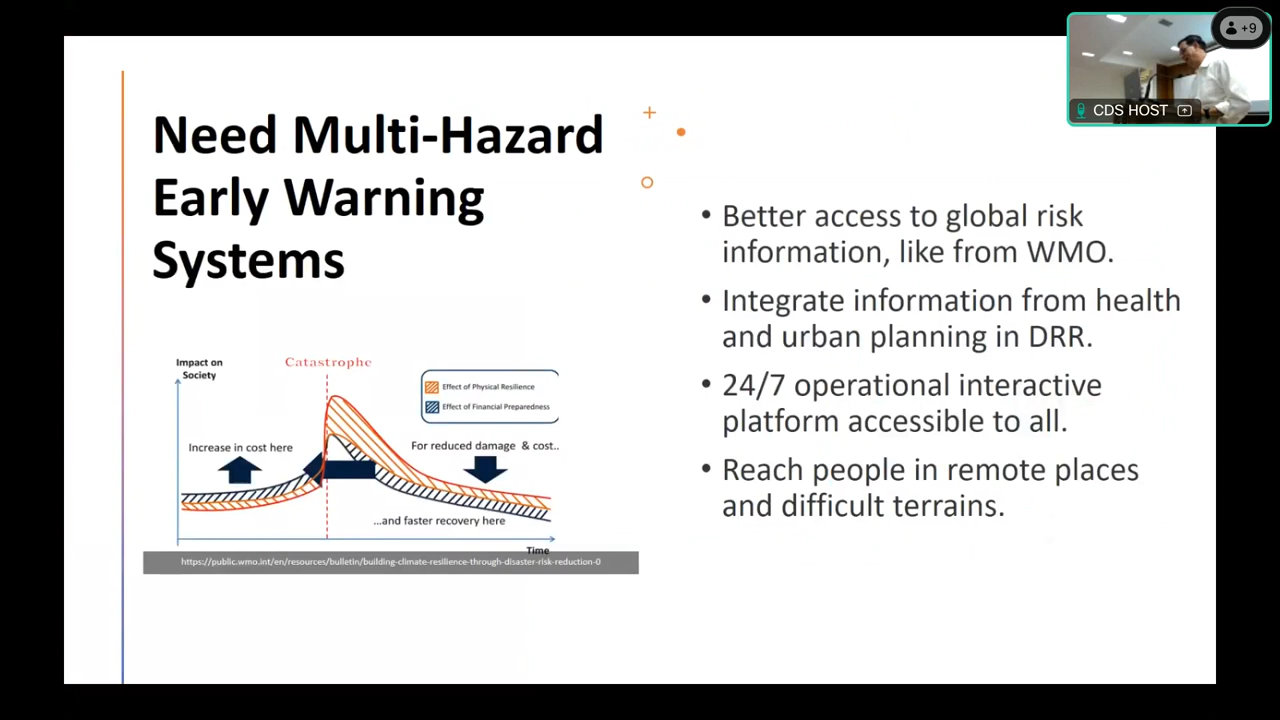 +9
CDS HOST
Need Multi-Hazard
Early Warning
Systems
• Better access to global risk
information, like from WMO.
• Integrate information from health
and urban planning in DRR.
• 24/7 operational interactive
platform accessible to all.
• Reach people in remote places
and difficult terrains.
Impact on
Society
Catastrophe
Effect of Physical Resilience
Effect of Financial Preparedness
Increase in cost here
For reduced damage & cost..
...and faster recovery here
Time
https://public.wmo.int/en/resources/bulletin/building-climate-resilience-through-disaster-risk-reduction-0